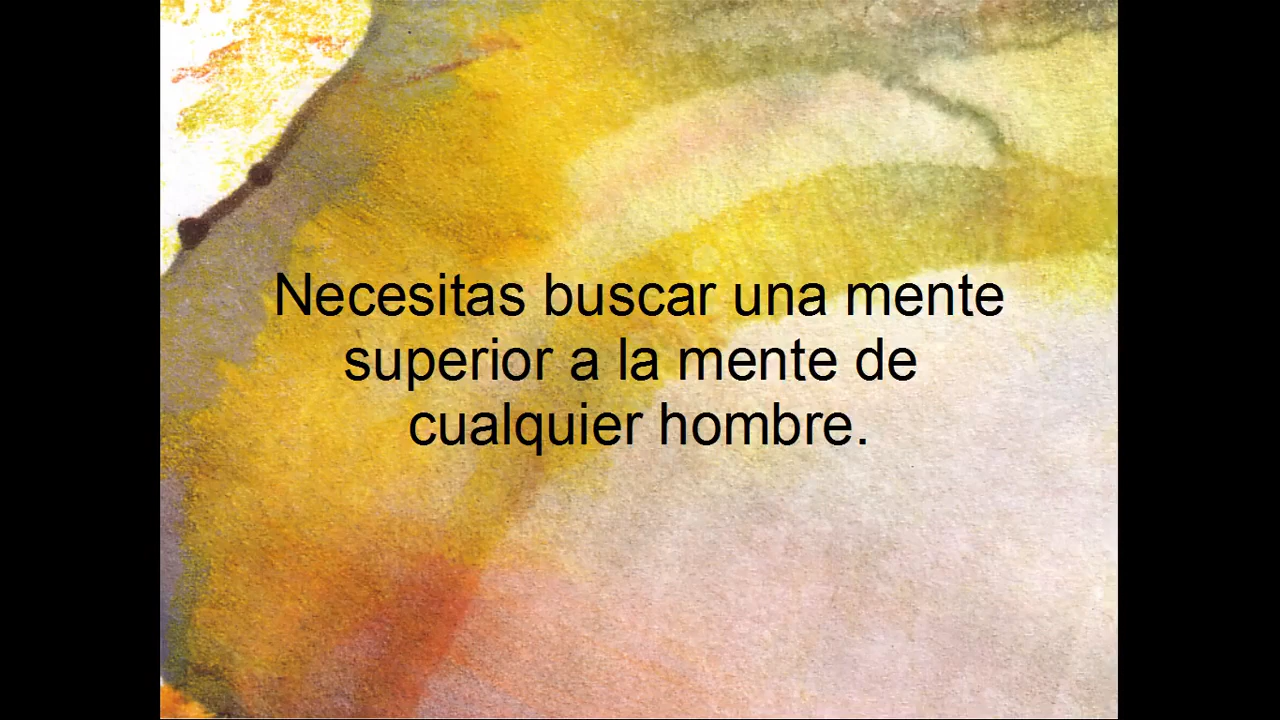 Necesitas buscar una mente
superior a la mente de
cualquier hombre.